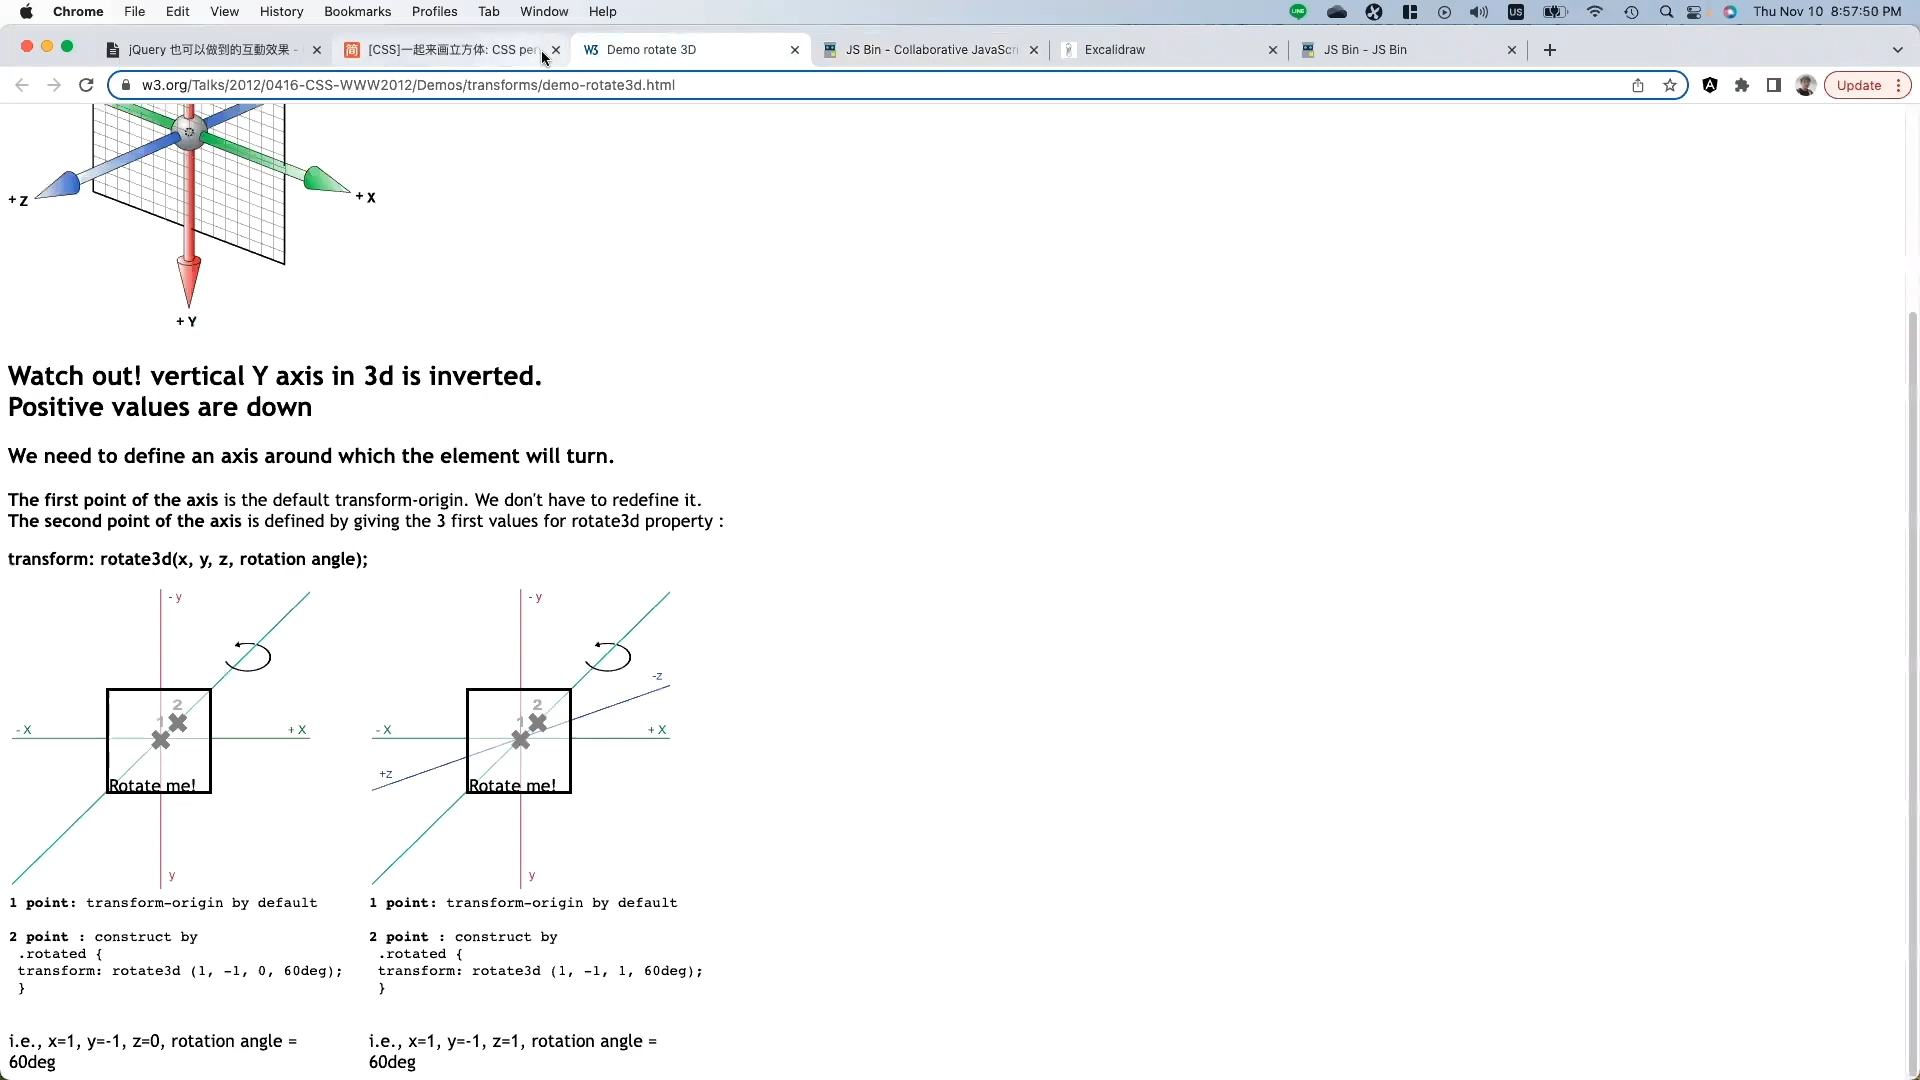 Chrome File Edit View History Bookmarks Profiles Tab Window Help
LINE US Thu Nov 10 8:57:50 PM
jQuery 也可以做到的互動效果 -
简 [CSS]一起来画立方体: CSS per
W3 Demo rotate 3D
JS Bin - Collaborative JavaScri
Excalidraw
JS Bin - JS Bin
w3.org/Talks/2012/0416-CSS-WWW2012/Demos/transforms/demo-rotate3d.html
Update
+ Z
+ X
+ Y
Watch out! vertical Y axis in 3d is inverted.
Positive values are down
We need to define an axis around which the element will turn.
The first point of the axis is the default transform-origin. We don't have to redefine it.
The second point of the axis is defined by giving the 3 first values for rotate3d property :
transform: rotate3d(x, y, z, rotation angle);
- y
2
1
- X
+ X
Rotate me!
y
1 point: transform-origin by default
2 point : construct by
.rotated {
transform: rotate3d (1, -1, 0, 60deg);
}
i.e., x=1, y=-1, z=0, rotation angle =
60deg
- y
-z
2
1
- X
+ X
+z
Rotate me!
y
1 point: transform-origin by default
2 point : construct by
.rotated {
transform: rotate3d (1, -1, 1, 60deg);
}
i.e., x=1, y=-1, z=1, rotation angle =
60deg